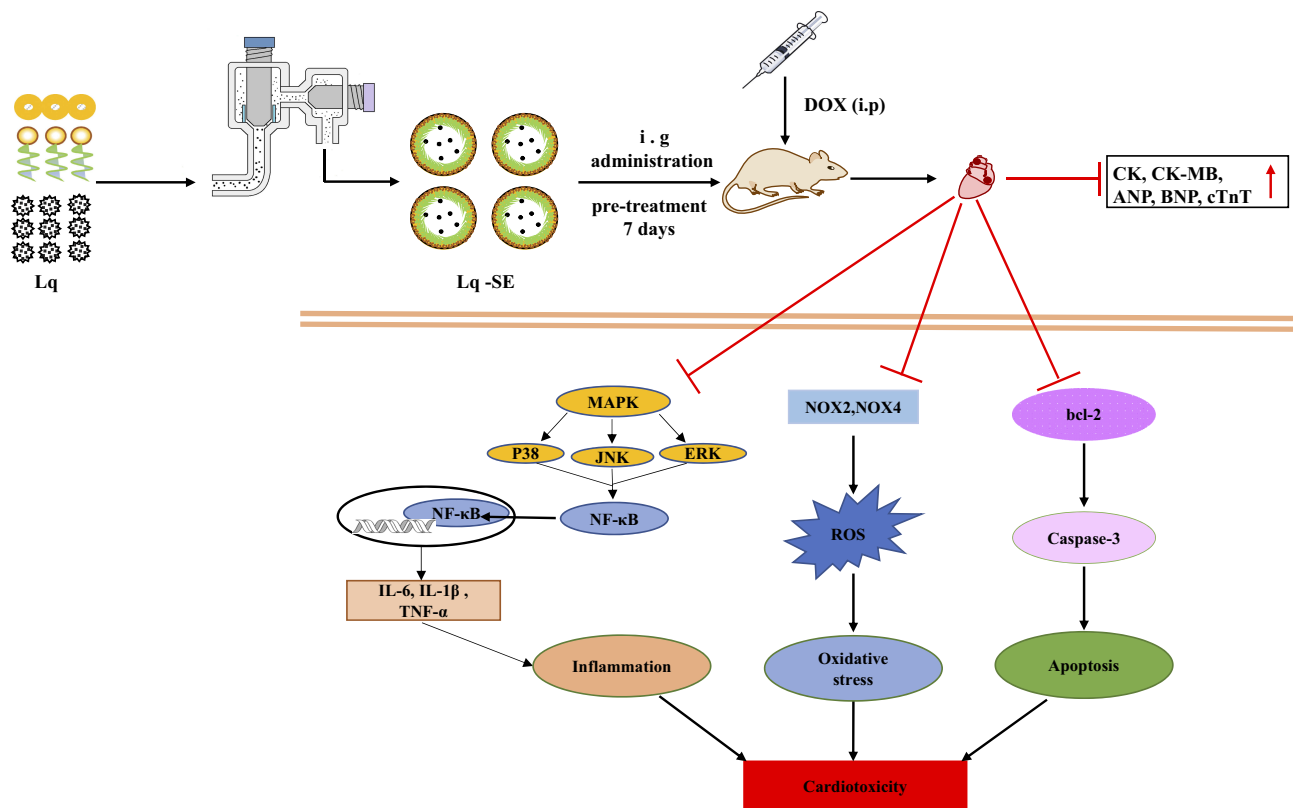 DOX (i.p)
i . g
administration
pre-treatment
7 days
CK, CK-MB,
ANP, BNP, cTnT
Lq
Lq -SE
MAPK
P38
JNK
ERK
NF-κB
NF-κB
IL-6, IL-1β ,
TNF-α
Inflammation
NOX2,NOX4
ROS
Oxidative
stress
bcl-2
Caspase-3
Apoptosis
Cardiotoxicity